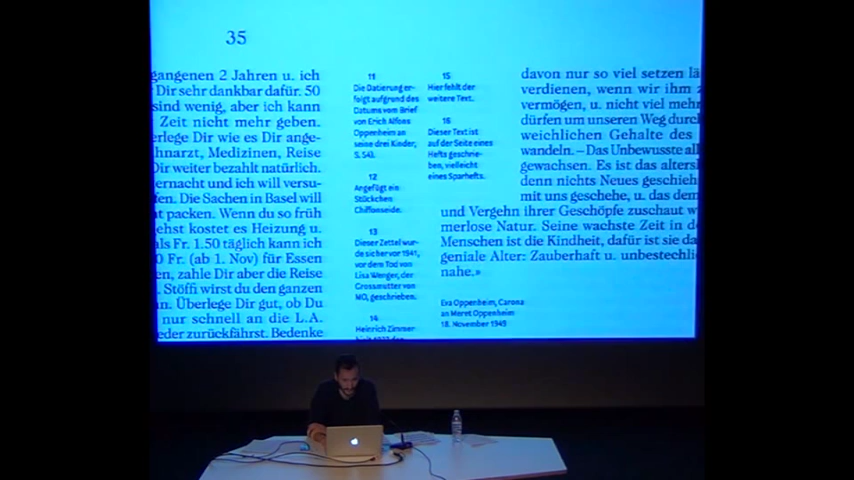 35
gangenen 2 Jahren u. ich
Dir sehr dankbar dafür. 50
sind wenig, aber ich kann
Zeit nicht mehr geben.
erlege Dir wie es Dir ange-
hnarzt, Medizinen, Reise
Dir weiter bezahlt natürlich.
ernacht und ich will versu-
fen. Die Sachen in Basel will
t packen. Wenn du so früh
ehst kostet es Heizung u.
als Fr. 1.50 täglich kann ich
0 Fr. (ab 1. Nov) für Essen
en, zahle Dir aber die Reise
. Stöffi wirst du den ganzen
n. Überlege Dir gut, ob Du
nur schnell an die L.A.
eder zurückfährst. Bedenke
11
Die Datierung er-
folgt aufgrund des
Datums vom Brief
von Erich Alfons
Oppenheim an
seine drei Kinder,
S. 543.
12
Angefügt ein
Stückchen
Chiffonseide.
13
Dieser Zettel wur-
de sicher vor 1941,
vor dem Tod von
Lisa Wenger, der
Grossmutter von
MO, geschrieben.
14
Heinrich Zimmer
15
Hier fehlt der
weitere Text.
16
Dieser Text ist
auf der Seite eines
Hefts geschrie-
ben, vielleicht
eines Sparhefts.
davon nur so viel setzen lä
verdienen, wenn wir ihm z
vermögen, u. nicht viel mehr
dürfen um unseren Weg durc
weichlichen Gehalte des
wandeln. – Das Unbewusste all
gewachsen. Es ist das alters
denn nichts Neues geschieh
mit uns geschehe, u. das dem
und Vergehn ihrer Geschöpfe zuschaut w
merlose Natur. Seine wachste Zeit in d
Menschen ist die Kindheit, dafür ist sie da
geniale Alter: Zauberhaft u. unbestechli
nahe.»
Eva Oppenheim, Carona
an Meret Oppenheim
18. November 1949